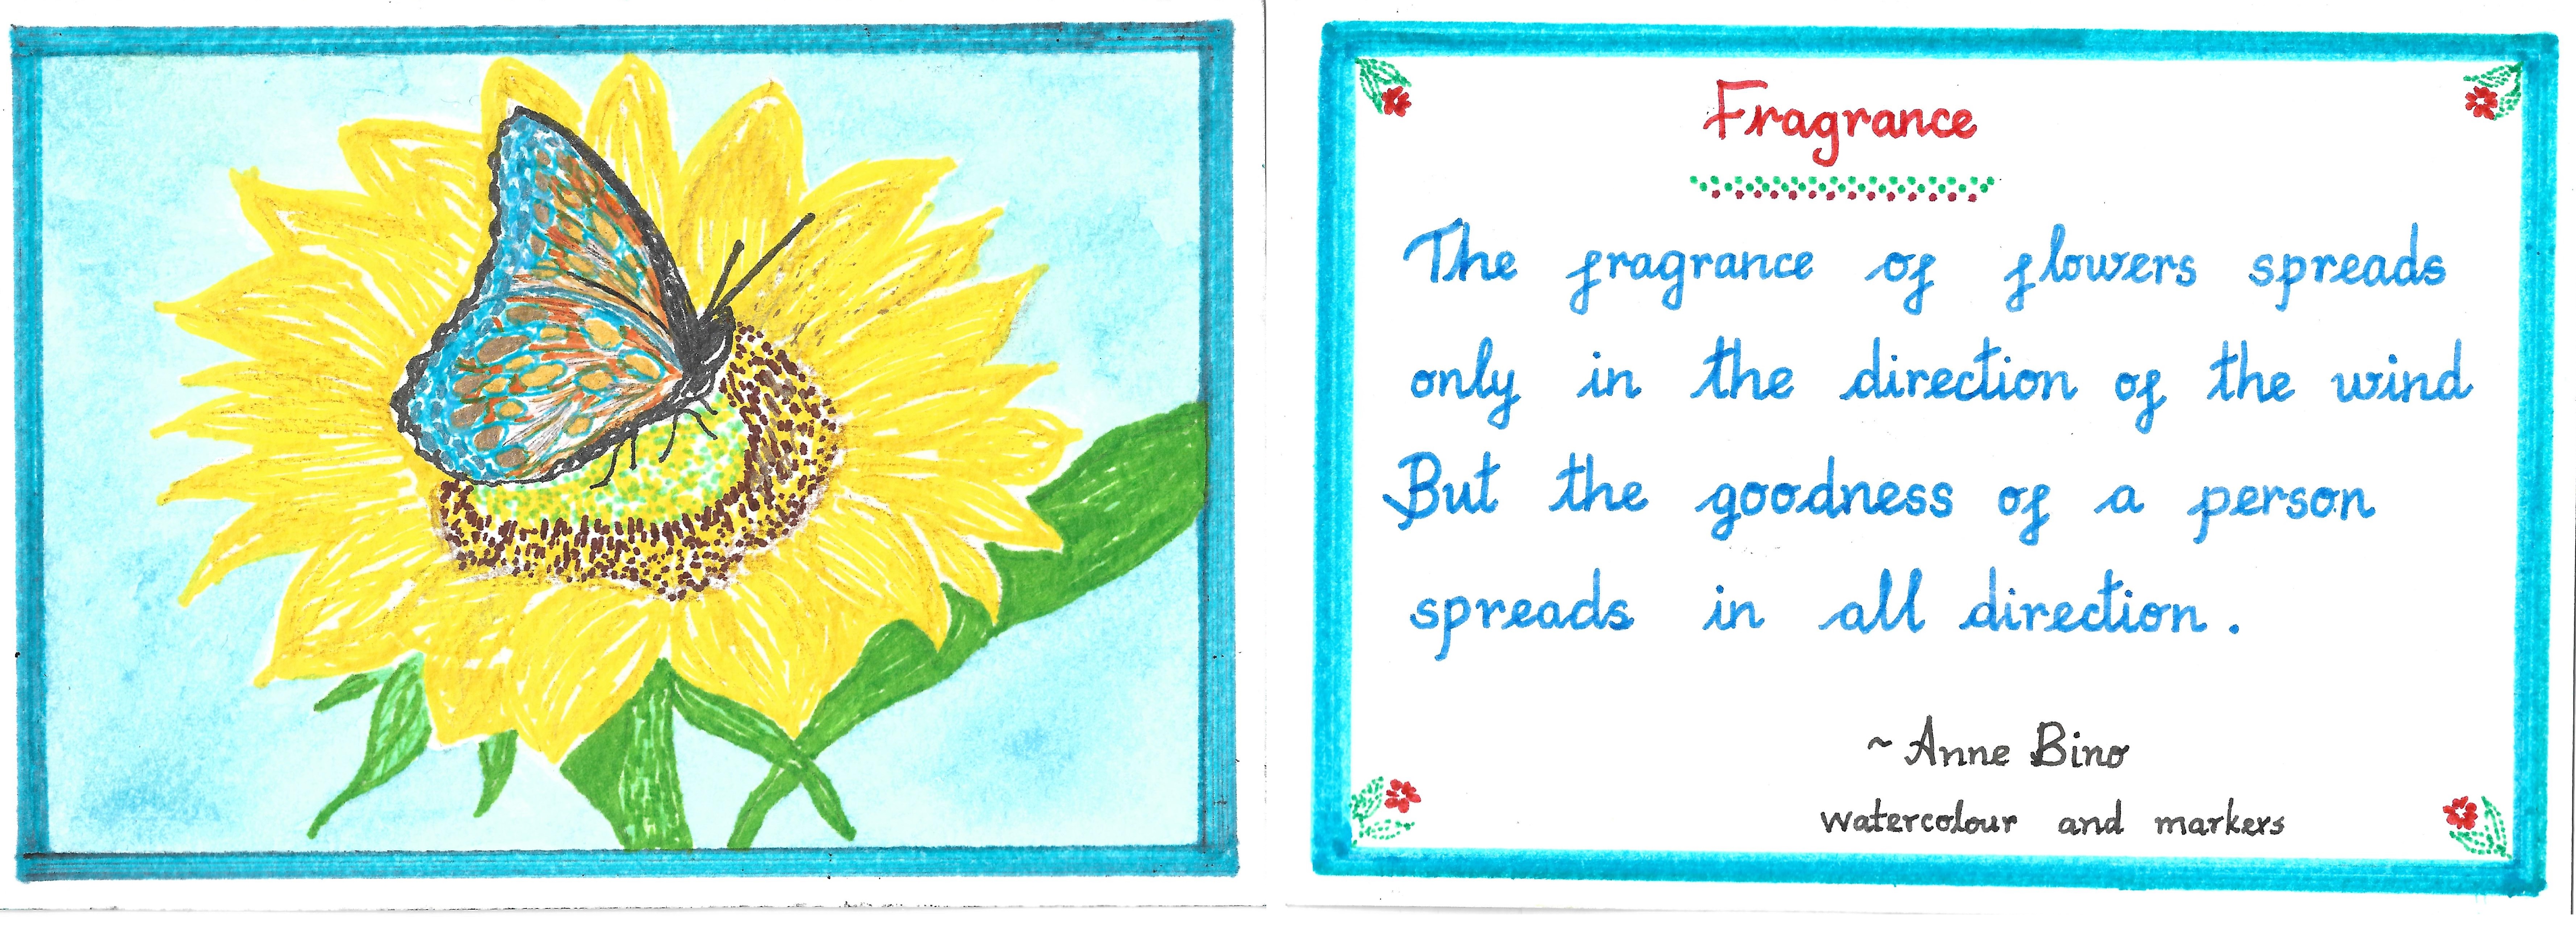 Fragrance
The fragrance of flowers spreads
only in the direction of the wind
But the goodness of a person
spreads in all direction.
~ Anne Bino
watercolour and markers